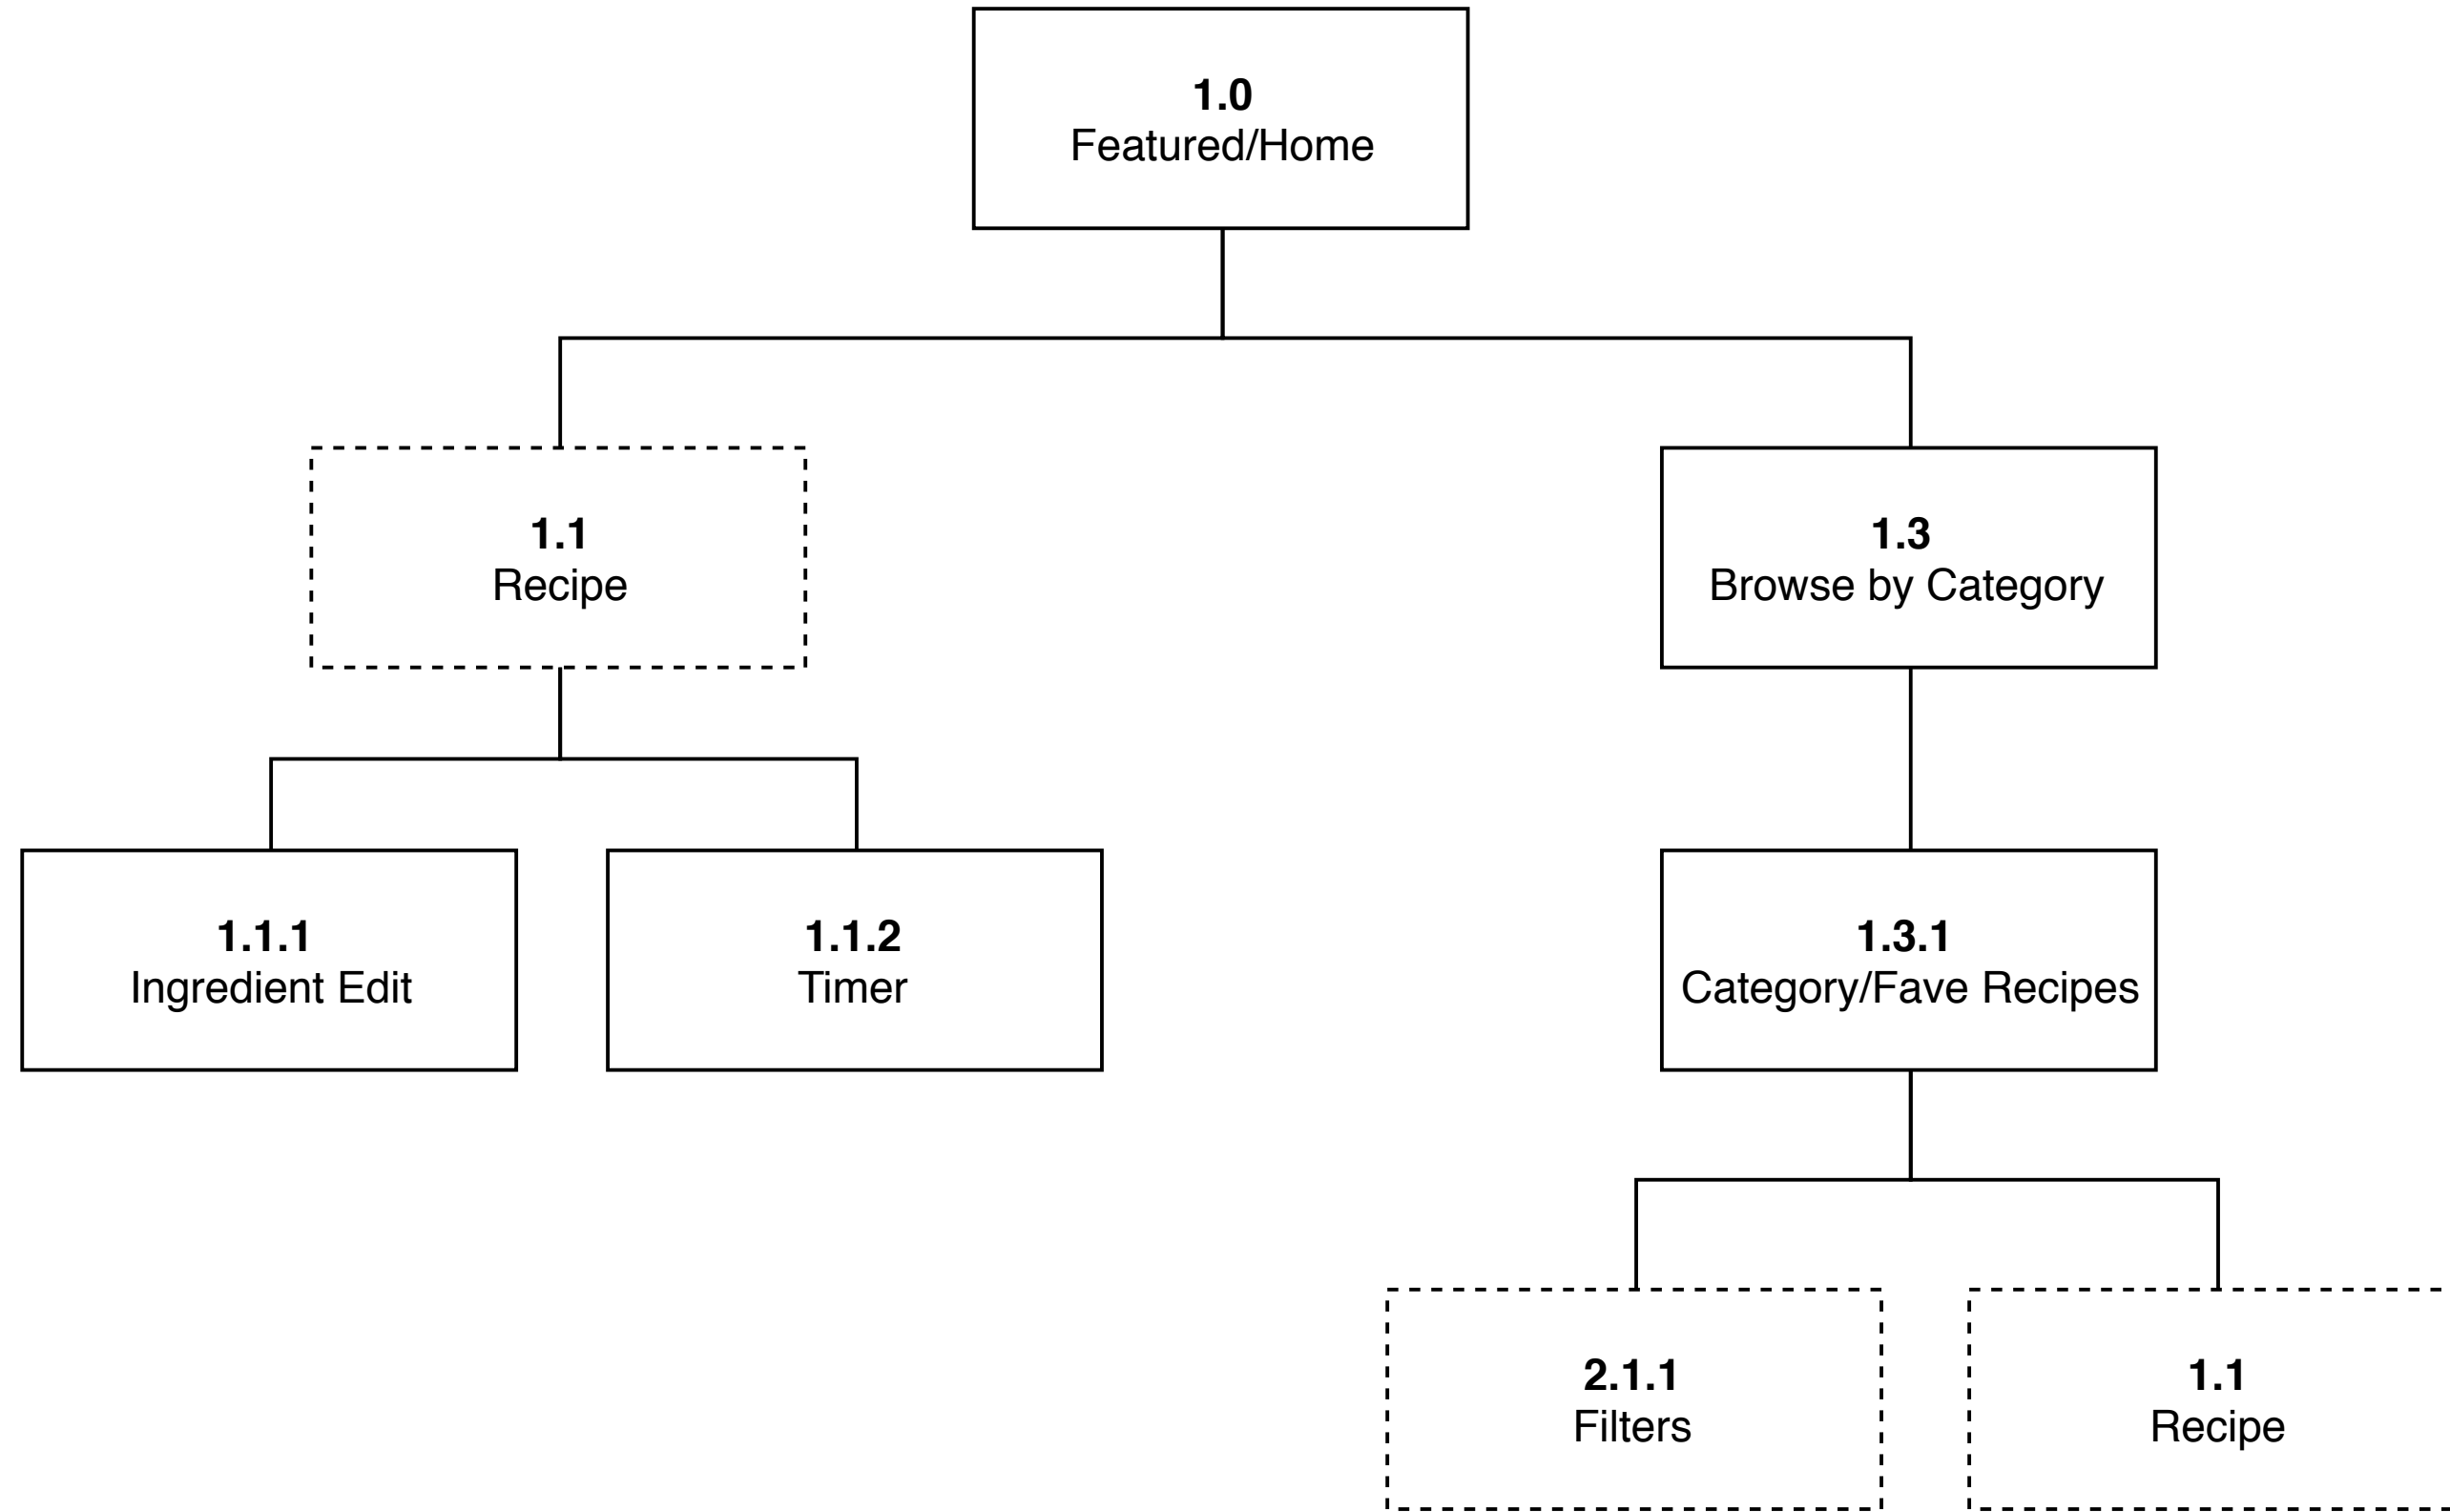 1.0
Featured/Home
1.1
Recipe
1.3
Browse by Category
1.1.1
Ingredient Edit
1.1.2
Timer
1.3.1
Category/Fave Recipes
2.1.1
Filters
1.1
Recipe